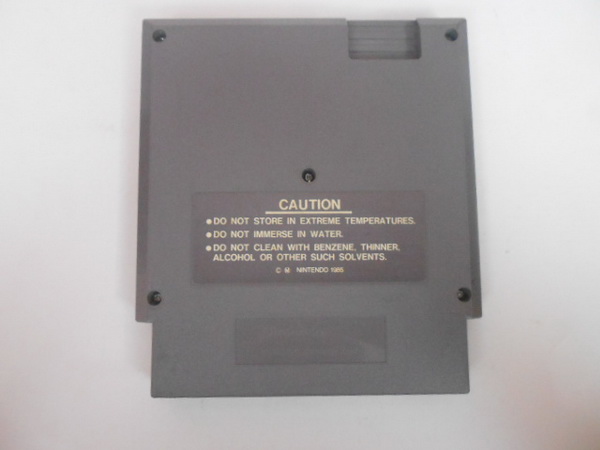 CAUTION
●DO NOT STORE IN EXTREME TEMPERATURES.
●DO NOT IMMERSE IN WATER.
●DO NOT CLEAN WITH BENZENE, THINNER,
ALCOHOL OR OTHER SUCH SOLVENTS.
© Ⓜ NINTENDO 1985